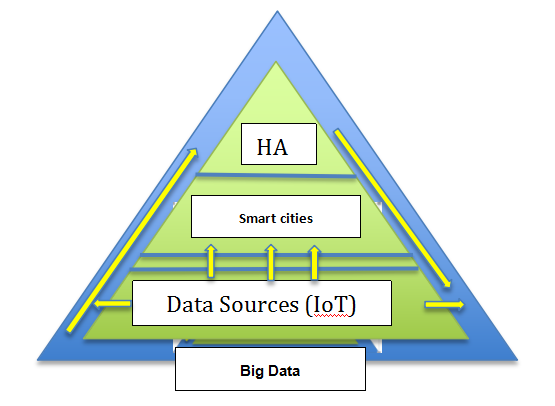 HA
Smart cities
Data Sources (IoT)
Big Data